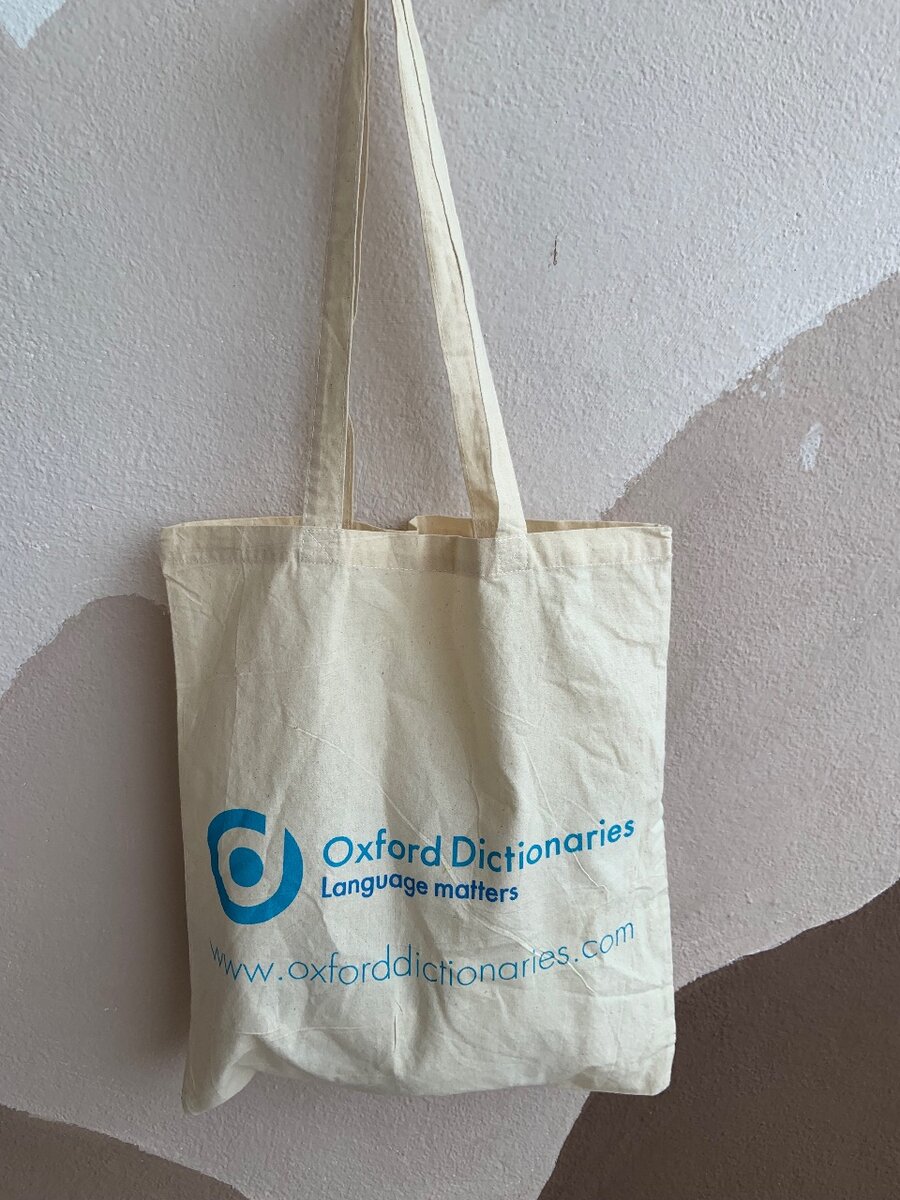 Oxford Dictionaries
Language matters
www.oxforddictionaries.com